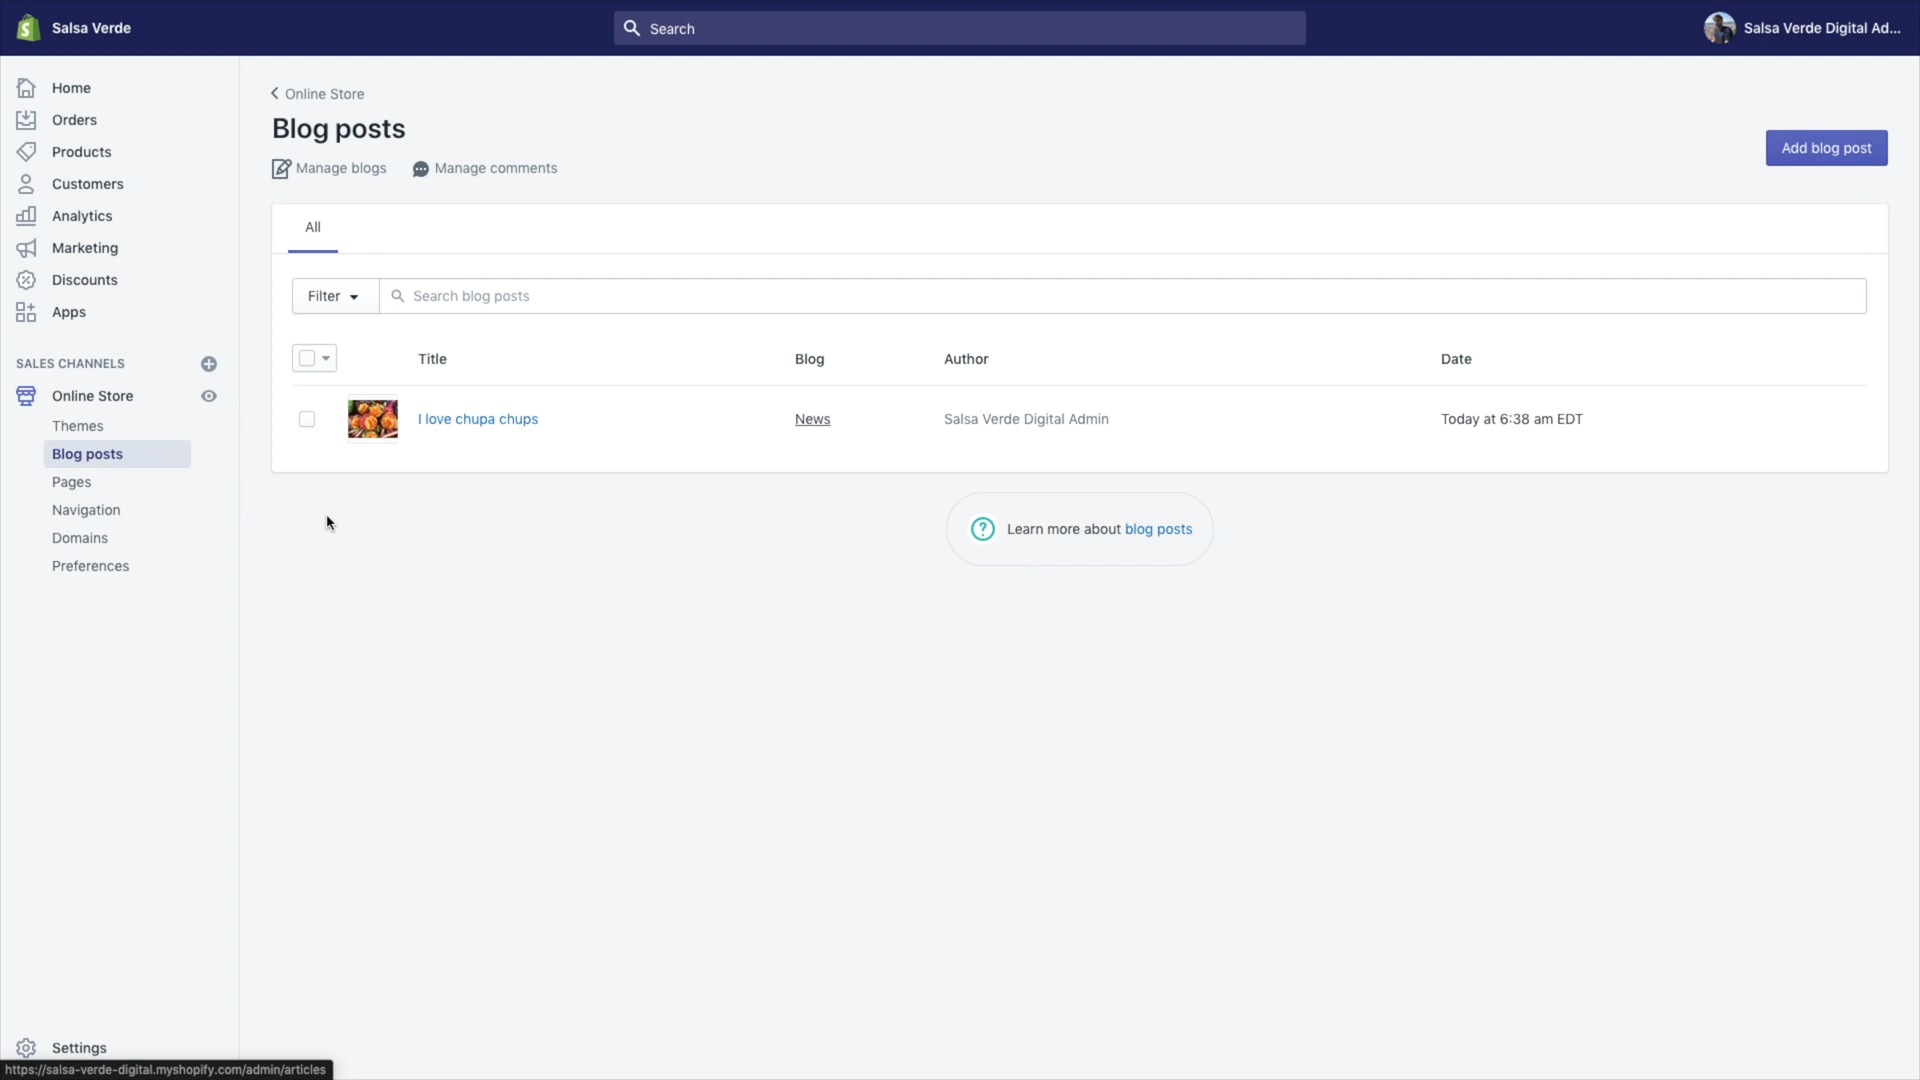 Salsa Verde
Search
Salsa Verde Digital Ad...
Home
Orders
Products
Customers
Analytics
Marketing
Discounts
Apps
SALES CHANNELS
Online Store
Themes
Blog posts
Pages
Navigation
Domains
Preferences
Settings
https://salsa-verde-digital.myshopify.com/admin/articles
Online Store
Blog posts
Manage blogs Manage comments
Add blog post
All
Filter Search blog posts
Title Blog Author Date
I love chupa chups News Salsa Verde Digital Admin Today at 6:38 am EDT
Learn more about blog posts